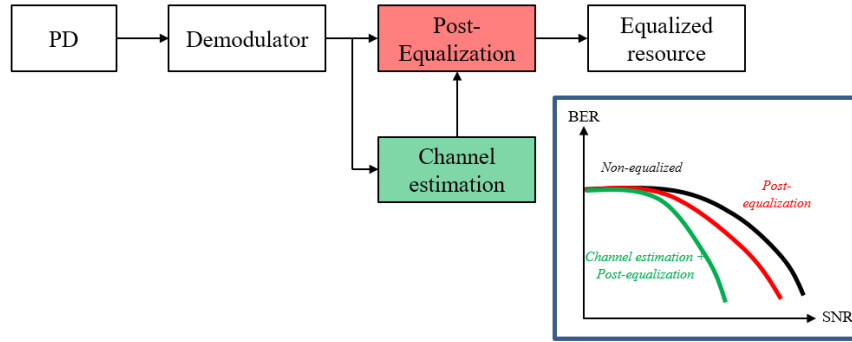 PD
Demodulator
Post-
Equalization
Equalized
resource
Channel
estimation
BER
Non-equalized
Post-
equalization
Channel estimation +
Post-equalization
SNR